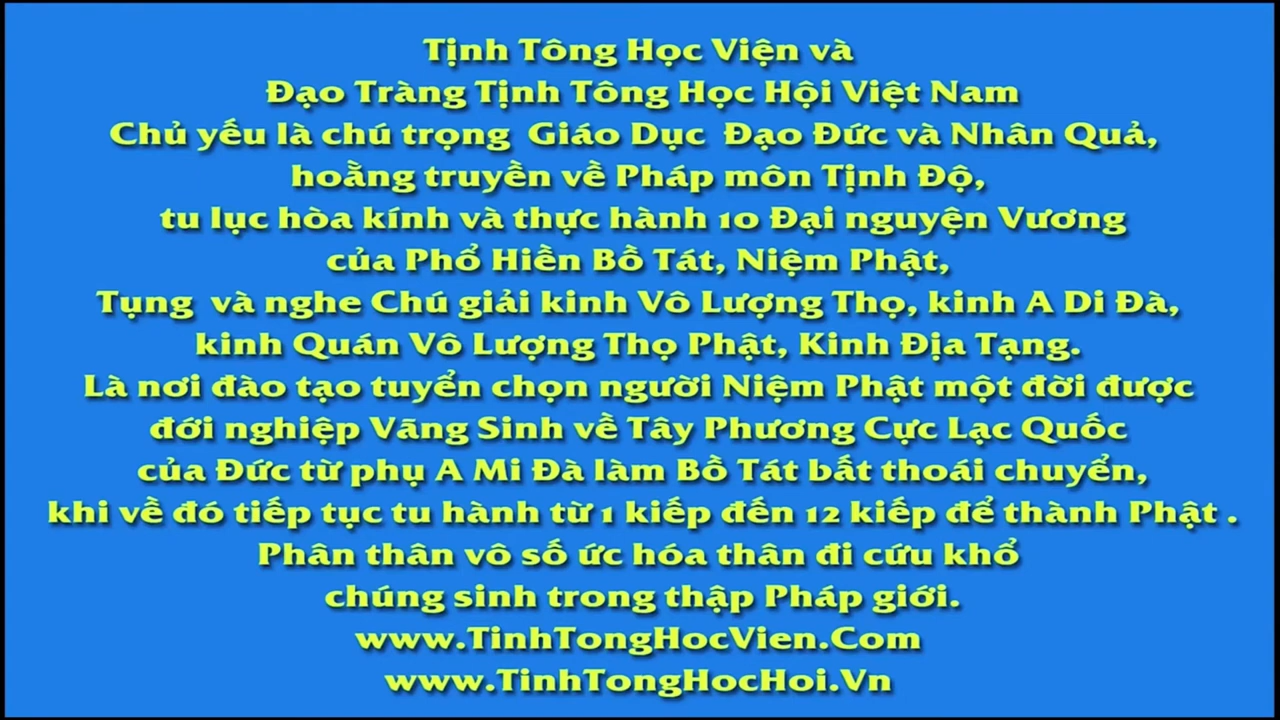 Tịnh Tông Học Viện và
Đạo Tràng Tịnh Tông Học Hội Việt Nam
Chủ yếu là chú trọng Giáo Dục Đạo Đức và Nhân Quả,
hoằng truyền về Pháp môn Tịnh Độ,
tu lục hòa kính và thực hành 10 Đại nguyện Vương
của Phổ Hiền Bồ Tát, Niệm Phật,
Tụng và nghe Chú giải kinh Vô Lượng Thọ, kinh A Di Đà,
kinh Quán Vô Lượng Thọ Phật, Kinh Địa Tạng.
Là nơi đào tạo tuyển chọn người Niệm Phật một đời được
đới nghiệp Vãng Sinh về Tây Phương Cực Lạc Quốc
của Đức từ phụ A Mi Đà làm Bồ Tát bất thoái chuyển,
khi về đó tiếp tục tu hành từ 1 kiếp đến 12 kiếp để thành Phật .
Phân thân vô số ức hóa thân đi cứu khổ
chúng sinh trong thập Pháp giới.
www.TinhTongHocVien.Com
www.TinhTongHocHoi.Vn